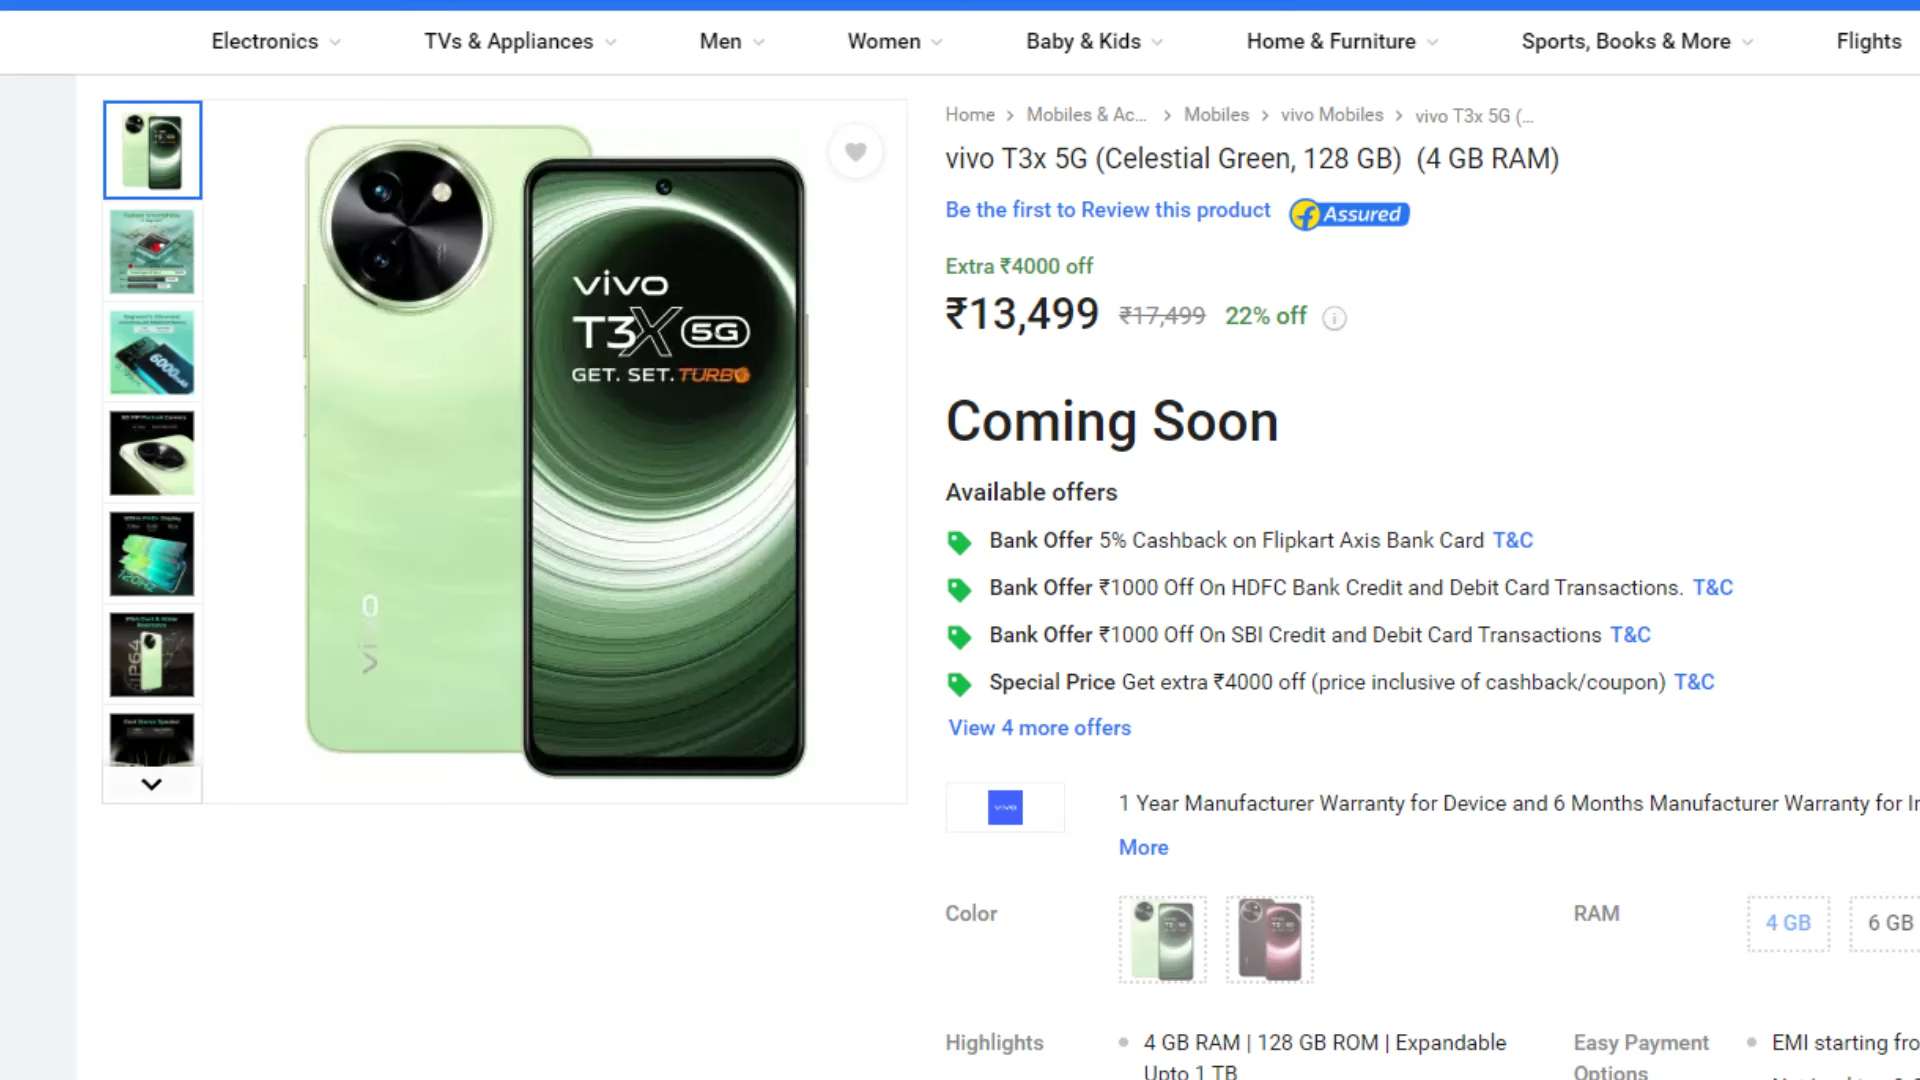 Electronics
TVs & Appliances
Men
Women
Baby & Kids
Home & Furniture
Sports, Books & More
Flights
Home
Mobiles & Ac...
Mobiles
vivo Mobiles
vivo T3x 5G (...
vivo T3x 5G (Celestial Green, 128 GB) (4 GB RAM)
Be the first to Review this product
Assured
Extra ₹4000 off
₹13,499 ₹17,499 22% off
Coming Soon
Available offers
Bank Offer 5% Cashback on Flipkart Axis Bank Card T&C
Bank Offer ₹1000 Off On HDFC Bank Credit and Debit Card Transactions. T&C
Bank Offer ₹1000 Off On SBI Credit and Debit Card Transactions T&C
Special Price Get extra ₹4000 off (price inclusive of cashback/coupon) T&C
View 4 more offers
vivo
1 Year Manufacturer Warranty for Device and 6 Months Manufacturer Warranty for
More
Color
RAM
4 GB
6 GB
Highlights
4 GB RAM | 128 GB ROM | Expandable
Upto 1 TB
Easy Payment
Options
EMI starting
vivo
T3X 5G
GET. SET. TURBO
vivo
6000mAh
120Hz
IP64